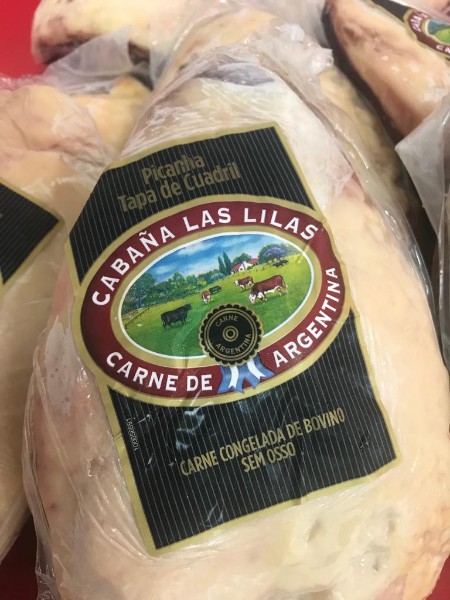 Picanha
Tapa de Cuadril
CABAÑA LAS LILAS
CARNE
ARGENTINA
CARNE DE ARGENTINA
CARNE CONGELADA DE BOVINO
SEM OSSO